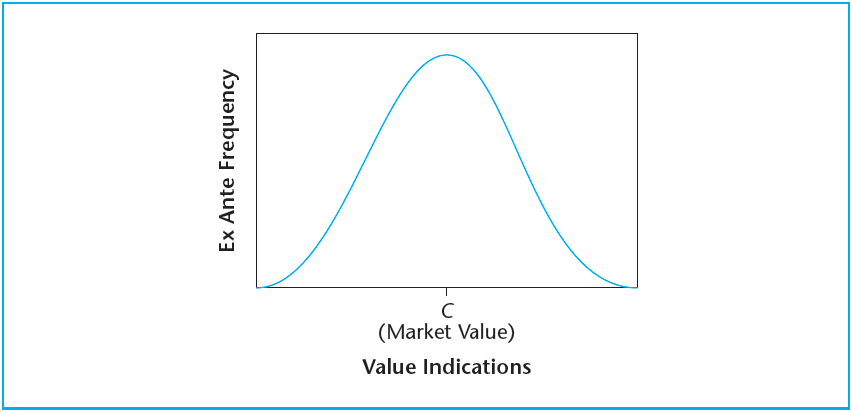 Ex Ante Frequency
C
(Market Value)
Value Indications